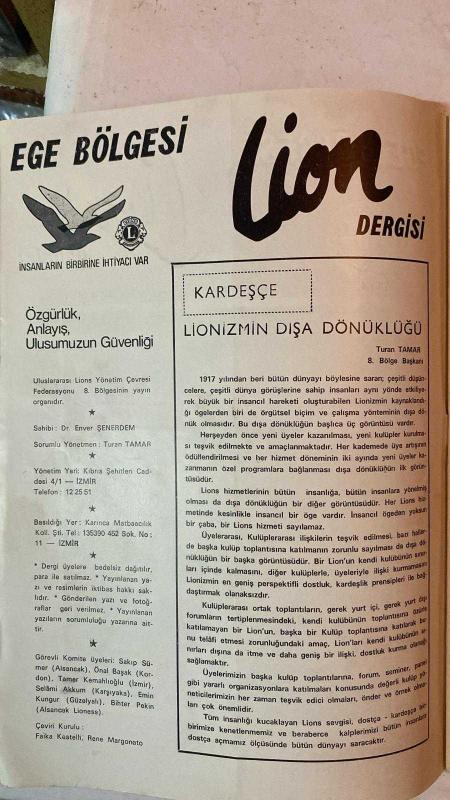 EGE BÖLGESİ
Lion
DERGİSİ
L
İNSANLARIN BİRBİRİNE İHTİYACI VAR
Özgürlük,
Anlayış,
Ulusumuzun Güvenliği
Uluslararası Lions Yönetim Çevresi
Federasyonu 8. Bölgesinin yayın
organıdır.
Sahibi: Dr. Enver ŞENERDEM
Sorumlu Yönetmen: Turan TAMAR
Yönetim Yeri: Kıbrıs Şehitleri Cad-
desi 4/1 — İZMİR
Telefon: 12 25 51
Basıldığı Yer: Karınca Matbaacılık
Koll. Şti. Tel: 135390 452 Sok. No:
11 — İZMİR
* Dergi üyelere bedelsiz dağıtılır,
para ile satılmaz. * Yayınlanan ya-
zı ve resimlerin iktibas hakkı sak-
lıdır. * Gönderilen yazı ve fotoğ-
raflar geri verilmez. * Yayınlanan
yazıların sorumluluğu yazarına ait-
tir.
Görevli Komite üyeleri: Sakıp Sü-
mer (Alsancak), Önal Başak (Kor-
don), Tamer Kemahlıoğlu (İzmir),
Selâmi Akkum (Karşıyaka), Emin
Kungur (Güzelyalı), Bihter Pekin
(Alsancak Lioness).
Çeviri Kurulu:
Faika Kastelli, Rene Margoneto
KARDEŞÇE
LİONİZMİN DIŞA DÖNÜKLÜĞÜ
Turan TAMAR
8. Bölge Başkanı
1917 yılından beri bütün dünyayı böylesine saran; çeşitli düşün-
celere, çeşitli dünya görüşlerine sahip insanları aynı yönde etkiliye-
rek büyük bir insancıl hareketi oluşturabilen Lionizmin kaynaklandı-
ğı ögelerden biri de örgütsel biçim ve çalışma yönteminin dışa dö-
nük olmasıdır. Bu dışa dönüklüğün başlıca üç görüntüsü vardır.
Herşeyden önce yeni üyeler kazanılması, yeni kulüpler kurulma-
sı teşvik edilmekte ve amaçlanmaktadır. Her kademede üye artışının
ödüllendirilmesi ve her hizmet döneminin iki ayında yeni üyeler ka-
zanmanın özel programlara bağlanması dışa dönüklüğün ilk görün-
tüsüdür.
Lions hizmetlerinin bütün insanlığa, bütün insanlara yönelmiş
olması da dışa dönüklüğün bir diğer görüntüsüdür. Her Lions hiz-
metinde kesinlikle insancıl bir öge vardır. İnsancıl ögeden yoksun
bir çaba, bir Lions hizmeti sayılamaz.
Üyelerarası, Kulüplerarası ilişkilerin teşvik edilmesi, bazı haller-
de başka kulüp toplantısına katılmanın zorunlu sayılması da dışa dö-
nüklüğün bir başka görüntüsüdür. Bir Lion'un kendi kulübünün sınır-
ları içinde kalmasını, diğer kulüplerle, üyeleriyle ilişki kurmamasını
Lionizmin en geniş perspektifli dostluk, kardeşlik prensipleri ile bağ-
daştırmak olanaksızdır.
Kulüplerarası ortak toplantıların, gerek yurt içi, gerek yurt dışı
forumların tertiplenmesindeki, kendi kulübünün toplantısına özürle
katılamayan bir Lion'un, başka bir Kulüp toplantısına katılarak bu-
nu telâfi etmesi zorunluğundaki amaç, Lion'ları kendi kulübünün sı-
nırları dışına da itme ve daha geniş bir ilişki, dostluk kurma olanağı
sağlamaktır.
Üyelerimizin başka kulüp toplantılarına, forum, seminer, panel
gibi yararlı organizasyonlara katılmaları konusunda değerli kulüp yö-
neticilerimizin her zaman teşvik edici olmaları, önder ve örnek olma-
ları çok önemlidir.
Tüm insanlığı kucaklayan Lions sevgisi, dostça - kardeşçe bir-
birimize kenetlenmemiz ve beraberce kalplerimizi bütün insanlara
dostça açmamız ölçüsünde bütün dünyayı saracaktır.